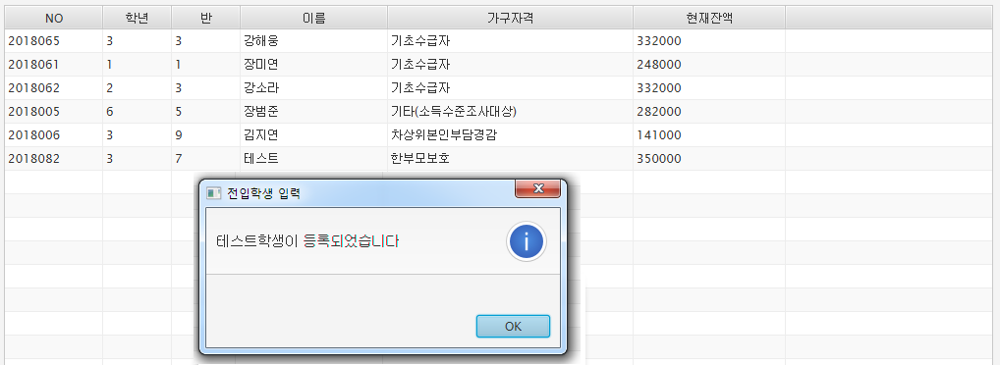 NO 학년 반 이름 가구자격 현재잔액
2018065 3 3 강해웅 기초수급자 332000
2018061 1 1 장미연 기초수급자 248000
2018062 2 3 강소라 기초수급자 332000
2018005 6 5 장범준 기타(소득수준조사대상) 282000
2018006 3 9 김지연 차상위본인부담경감 141000
2018082 3 7 테스트 한부모보호 350000
전입학생 입력
테스트학생이 등록되었습니다
OK